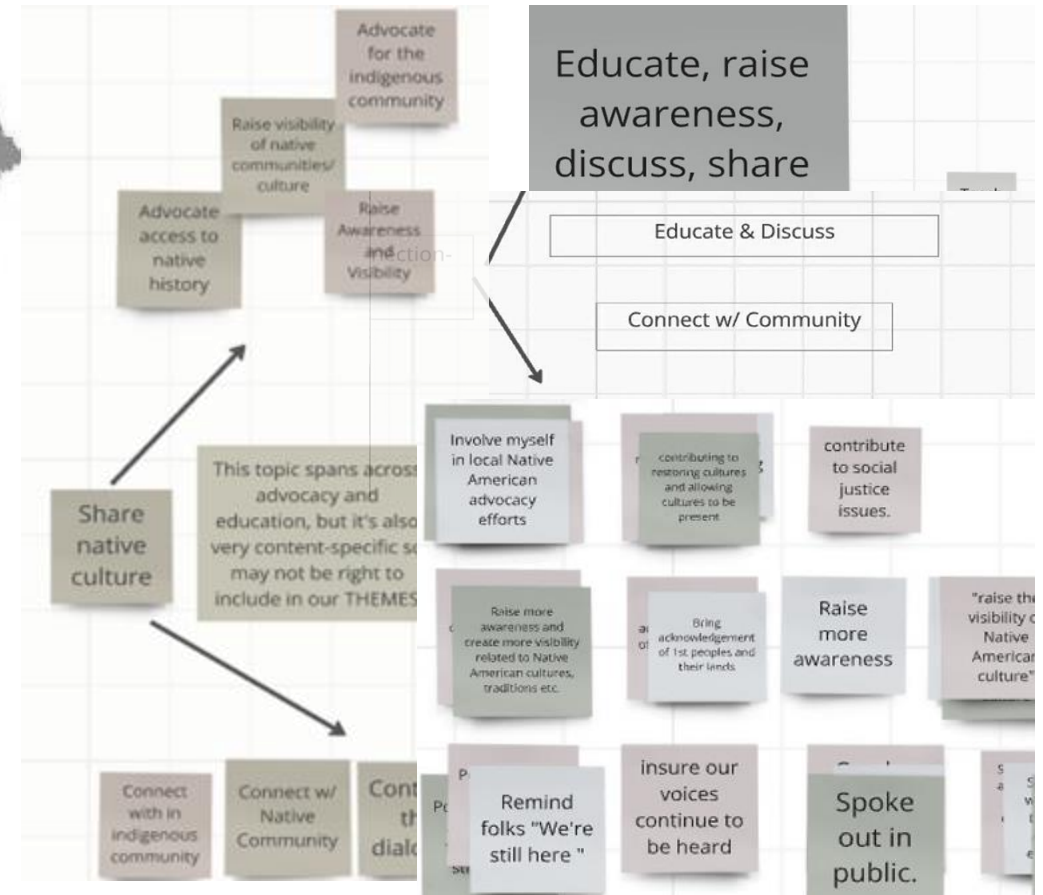 Advocate
for the
indigenous
community
Raise visibility
of native
communities/
culture
Advocate
access to
native
history
Raise
Awareness
and
Visibility
ection-
Educate, raise
awareness,
discuss, share
Educate & Discuss
Connect w/ Community
Share
native
culture
This topic spans across
advocacy and
education, but it's also
very content-specific so
may not be right to
include in our THEMES
Connect
with in
indigenous
community
Connect w/
Native
Community
Involve myself
in local Native
American
advocacy
efforts
contributing to
restoring cultures
and allowing
cultures to be
present
contribute
to social
justice
issues.
Raise more
awareness and
create more visibility
related to Native
American cultures,
traditions etc.
Bring
acknowledgement
of 1st peoples and
their lands
Raise
more
awareness
"raise the
visibility
Native
American
culture"
Remind
folks "We're
still here "
insure our
voices
continue to
be heard
Spoke
out in
public.